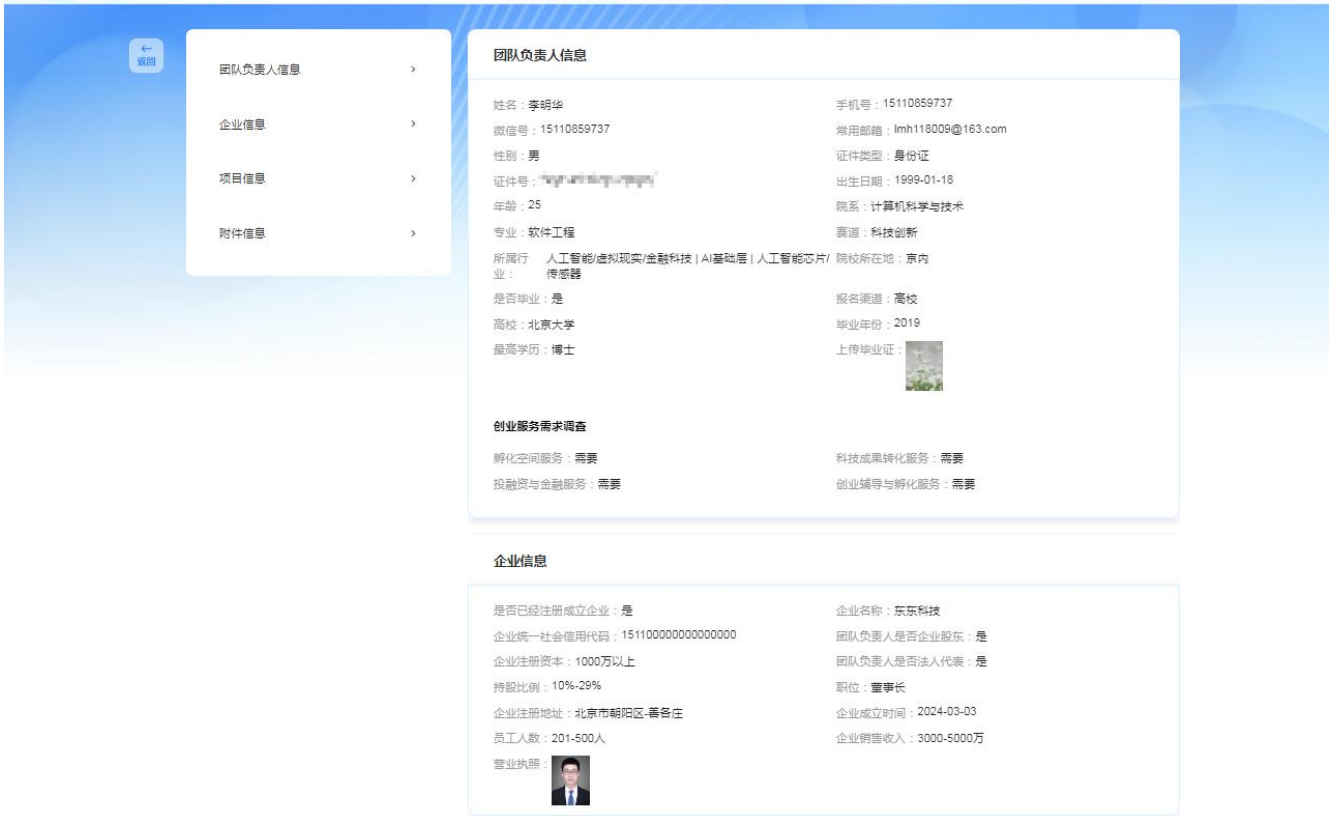 ←
返回
团队负责人信息 >
企业信息 >
项目信息 >
附件信息 >
团队负责人信息
姓名：李明华 手机号：15110859737
微信号：15110859737 常用邮箱：lmh118009@163.com
性别：男 证件类型：身份证
证件号： 出生日期：1999-01-18
年龄：25 院系：计算机科学与技术
专业：软件工程 赛道：科技创新
所属行业： 人工智能/虚拟现实/金融科技 | AI基础层 | 人工智能芯片/传感器 院校所在地：京内
是否毕业：是 报名渠道：高校
高校：北京大学 毕业年份：2019
最高学历：博士 上传毕业证：
创业服务需求调查
孵化空间服务：需要 科技成果转化服务：需要
投融资与金融服务：需要 创业辅导与孵化服务：需要
企业信息
是否已经注册成立企业：是 企业名称：东东科技
企业统一社会信用代码：151100000000000000 团队负责人是否企业股东：是
企业注册资本：1000万以上 团队负责人是否法人代表：是
持股比例：10%-29% 职位：董事长
企业注册地址：北京市朝阳区-善各庄 企业成立时间：2024-03-03
员工人数：201-500人 企业销售收入：3000-5000万
营业执照：